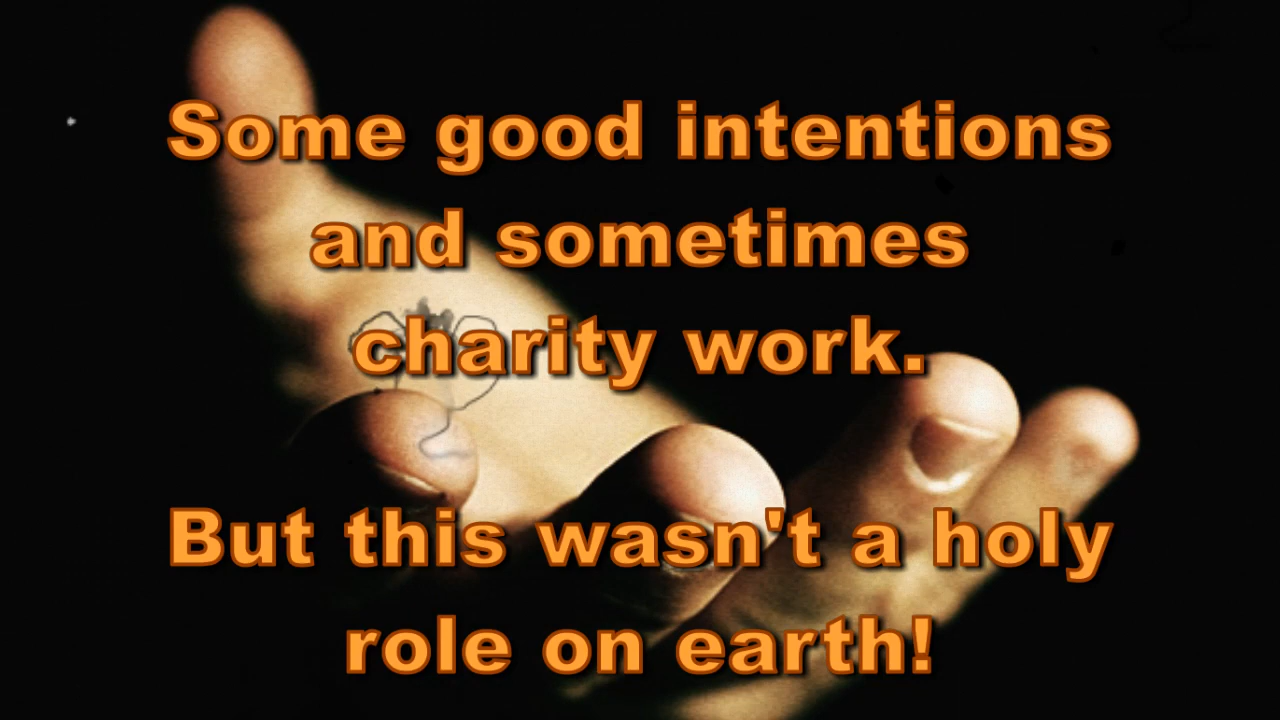 Some good intentions
and sometimes
charity work.
But this wasn't a holy
role on earth!